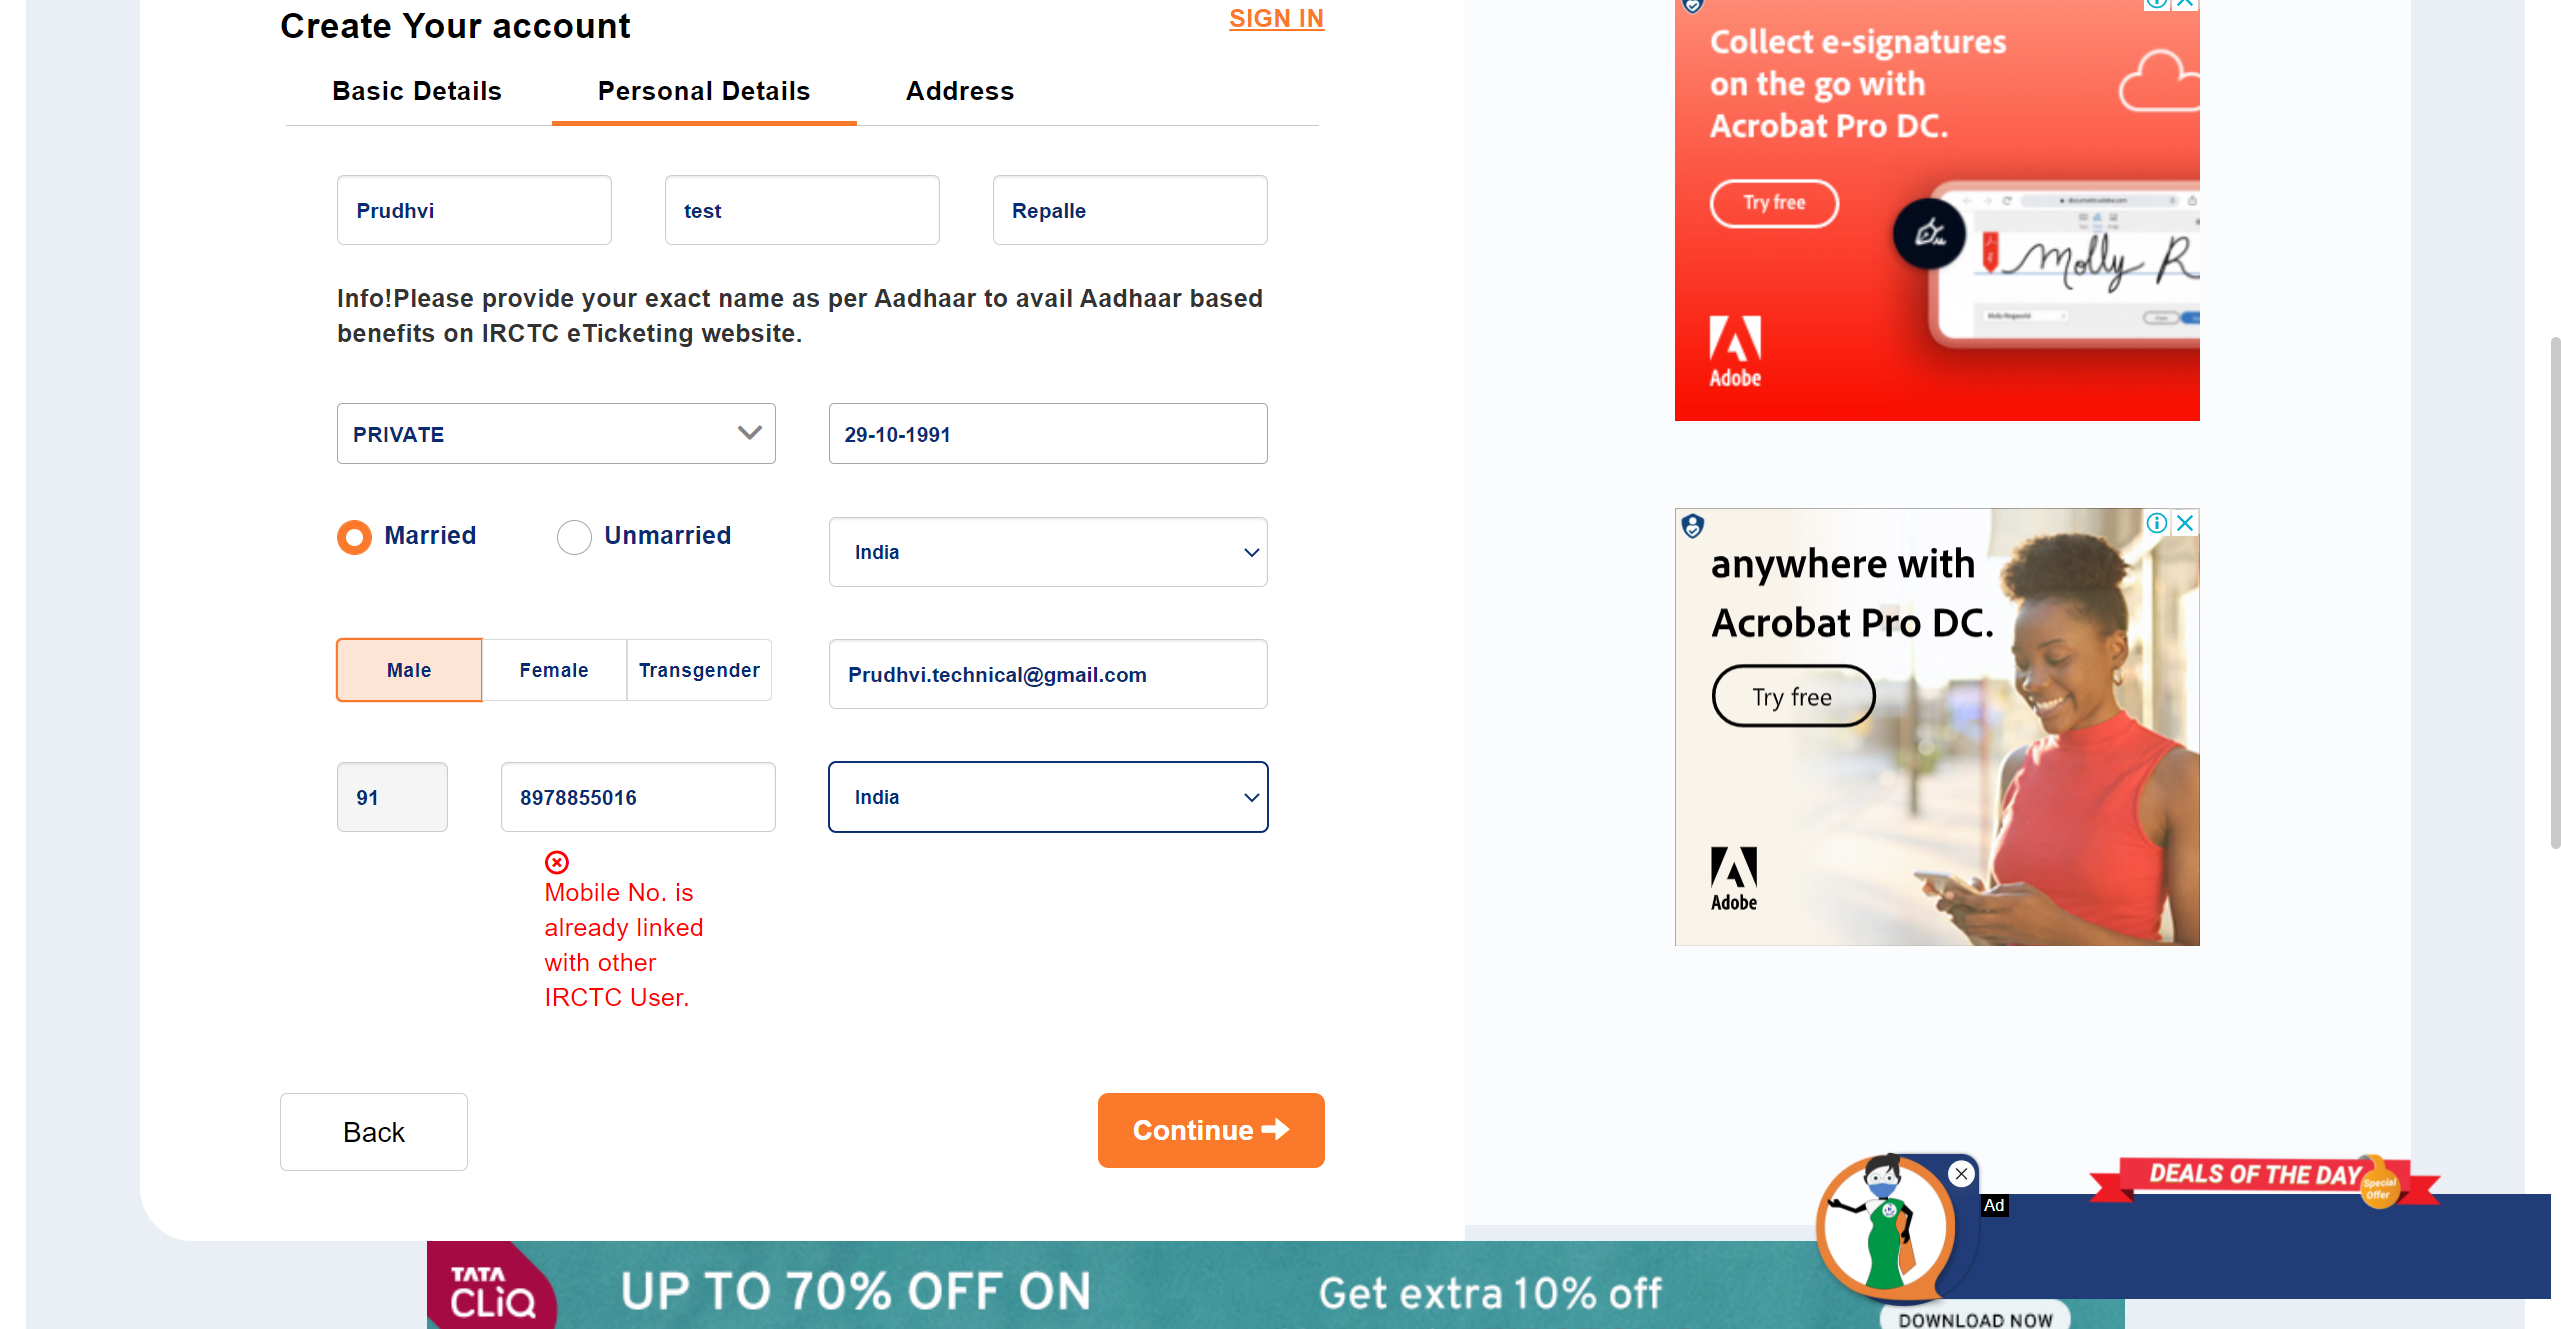 Create Your account
SIGN IN
Basic Details
Personal Details
Address
Prudhvi
test
Repalle
Info!Please provide your exact name as per Aadhaar to avail Aadhaar based
benefits on IRCTC eTicketing website.
PRIVATE
29-10-1991
Married
Unmarried
India
Male
Female
Transgender
Prudhvi.technical@gmail.com
91
8978855016
India
Mobile No. is
already linked
with other
IRCTC User.
Back
Continue
Collect e-signatures
on the go with
Acrobat Pro DC.
Try free
Molly R
Adobe
anywhere with
Acrobat Pro DC.
Try free
Adobe
DEALS OF THE DAY
Special
Offer
Ad
TATA
CLiQ
UP TO 70% OFF ON
Get extra 10% off
DOWNLOAD NOW